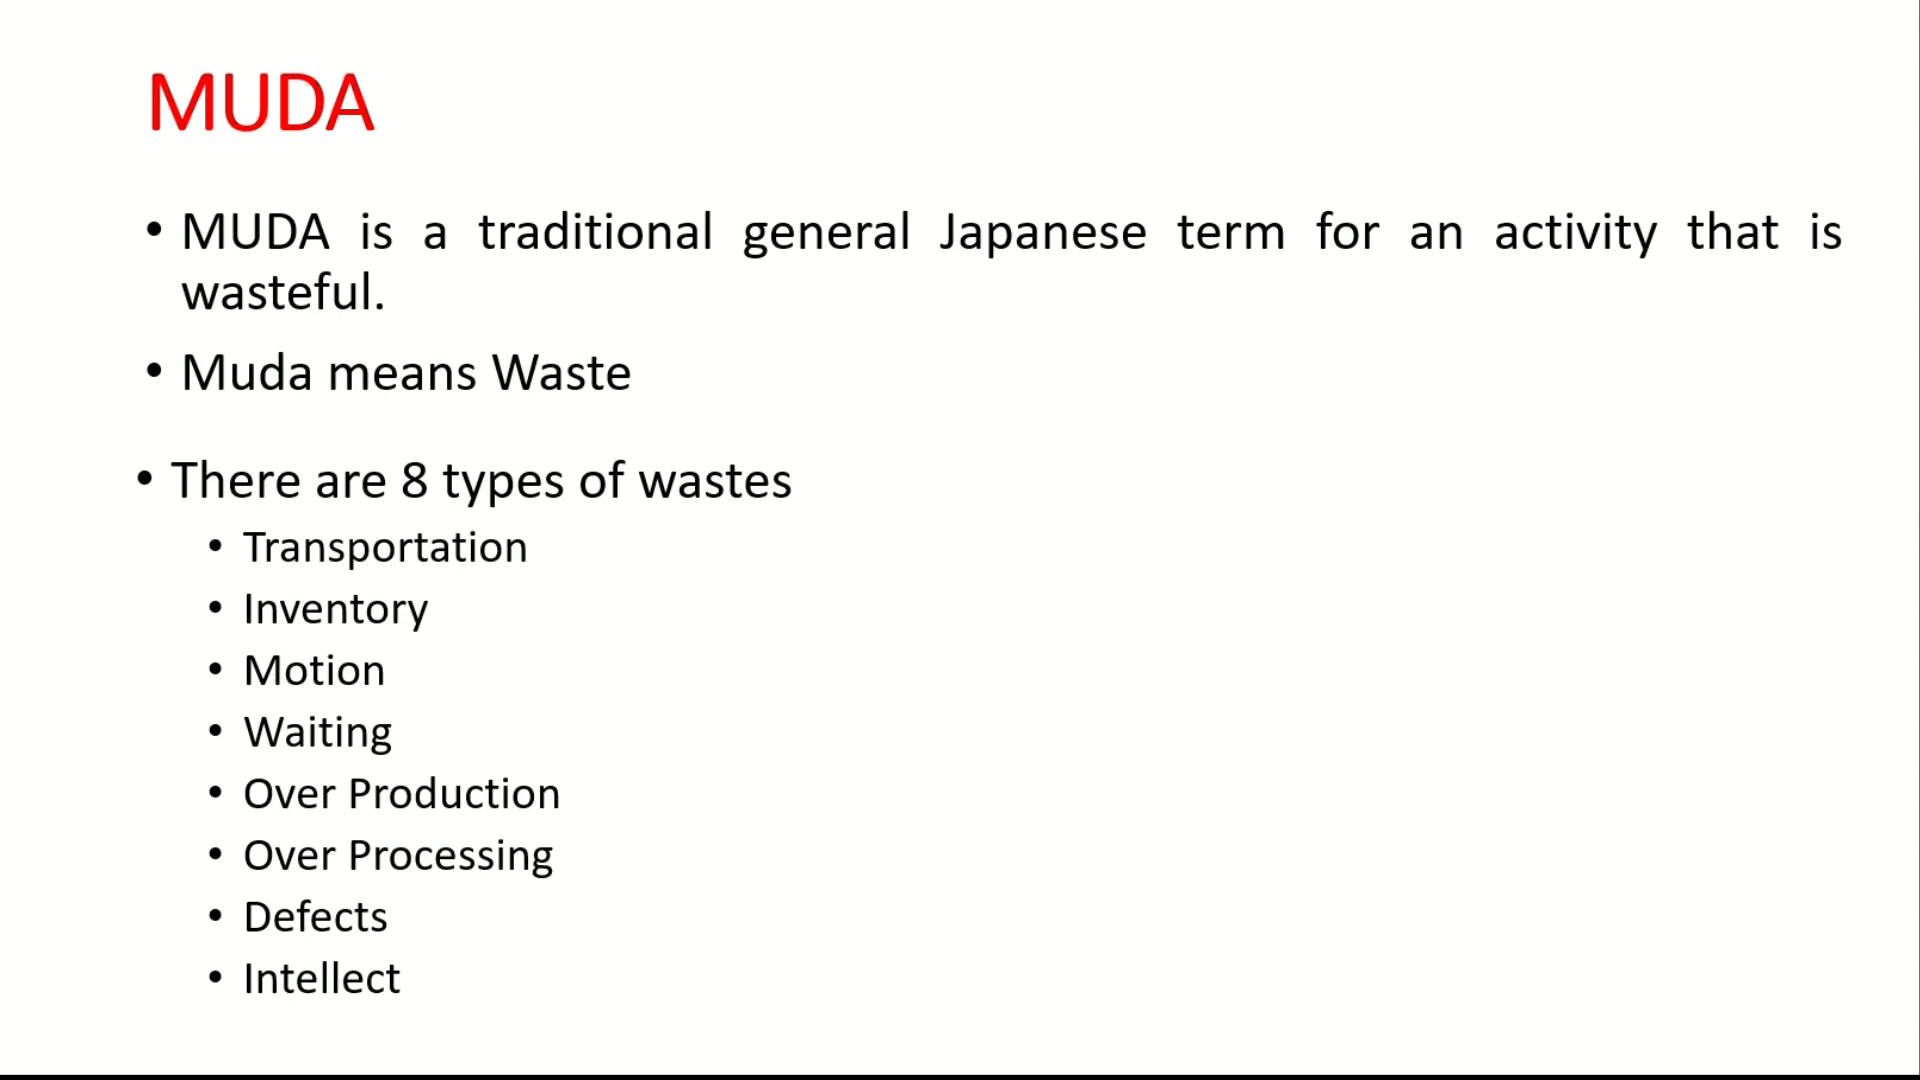 MUDA
• MUDA is a traditional general Japanese term for an activity that is
wasteful.
• Muda means Waste
• There are 8 types of wastes
• Transportation
• Inventory
• Motion
• Waiting
• Over Production
• Over Processing
• Defects
• Intellect